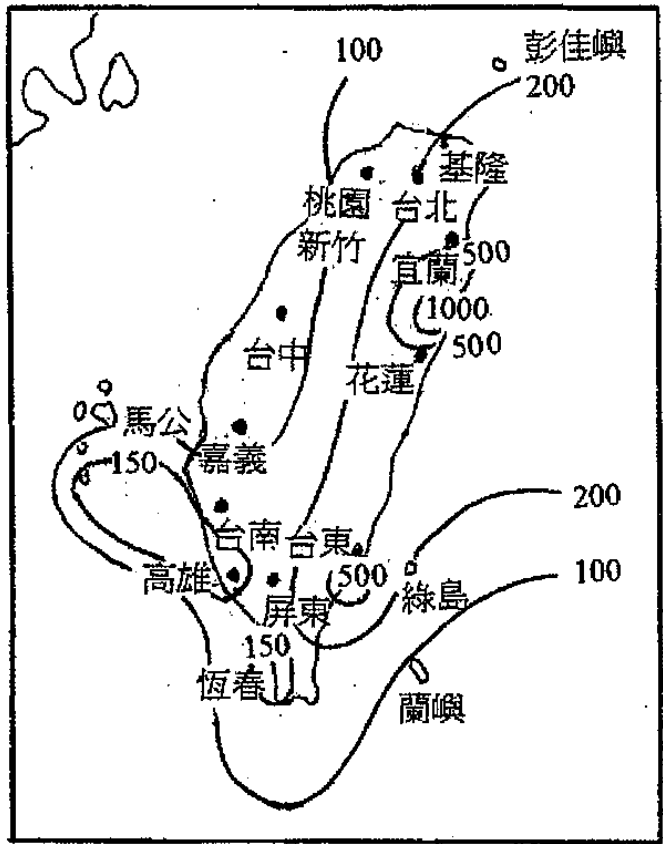 100
彭佳嶼
200
基隆
桃園
台北
新竹
500
宜蘭
1000
500
台中
花蓮
馬公
嘉義
150
200
台南
台東
500
100
高雄
屏東
綠島
150
恆春
蘭嶼